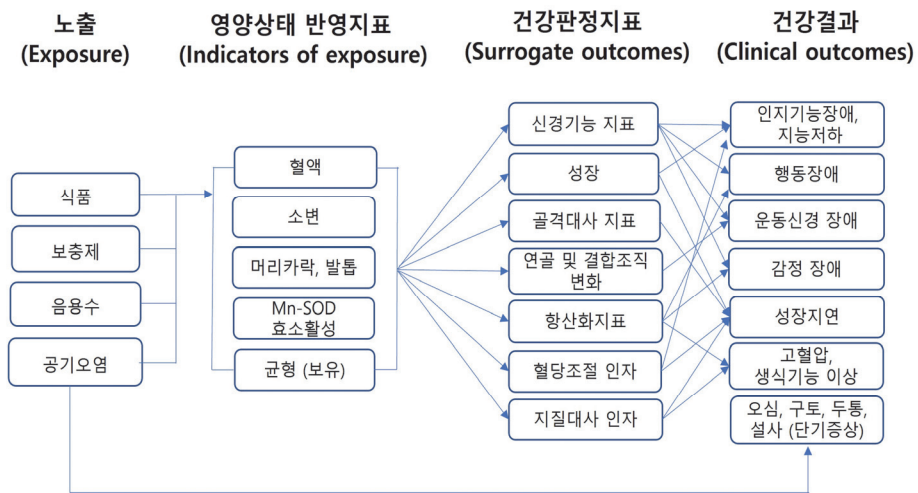 노출
(Exposure)
영양상태 반영지표
(Indicators of exposure)
건강판정지표
(Surrogate outcomes)
건강결과
(Clinical outcomes)
식품
보충제
음용수
공기오염
혈액
소변
머리카락, 발톱
Mn-SOD
효소활성
균형 (보유)
신경기능 지표
성장
골격대사 지표
연골 및 결합조직
변화
항산화지표
혈당조절 인자
지질대사 인자
인지기능장애,
지능저하
행동장애
운동신경 장애
감정 장애
성장지연
고혈압,
생식기능 이상
오심, 구토, 두통,
설사 (단기증상)